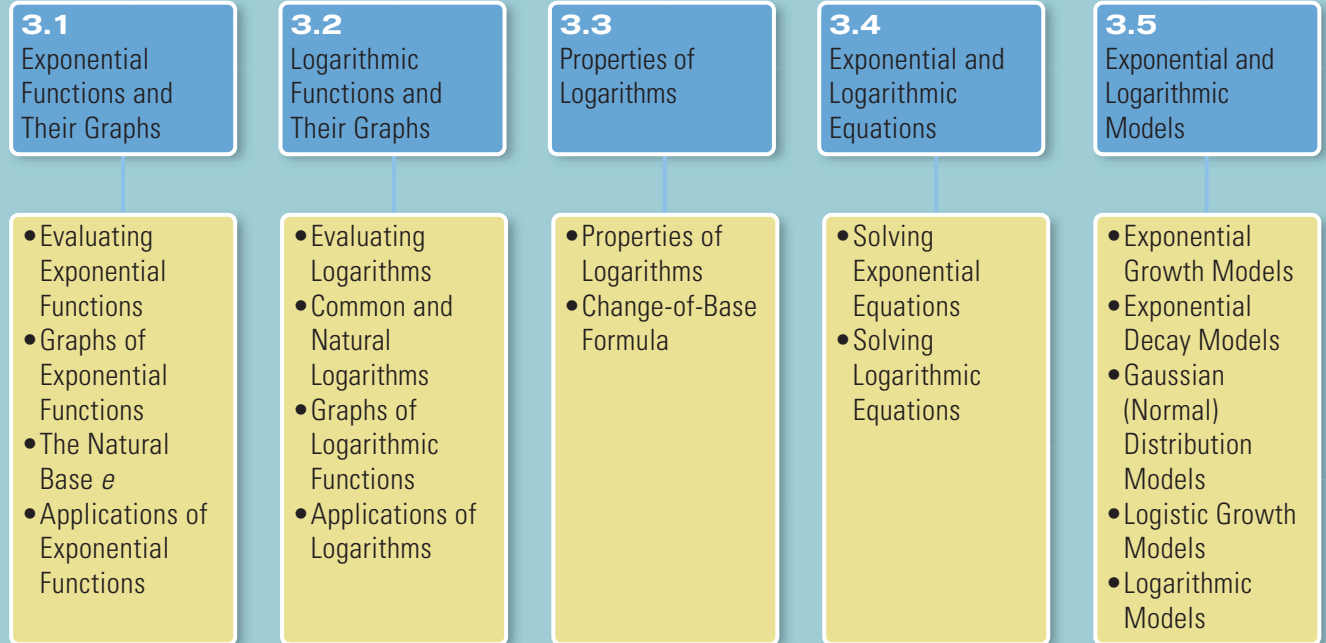 3.1
Exponential
Functions and
Their Graphs
•Evaluating
Exponential
Functions
•Graphs of
Exponential
Functions
•The Natural
Base e
•Applications of
Exponential
Functions
3.2
Logarithmic
Functions and
Their Graphs
•Evaluating
Logarithms
•Common and
Natural
Logarithms
•Graphs of
Logarithmic
Functions
•Applications of
Logarithms
3.3
Properties of
Logarithms
•Properties of
Logarithms
•Change-of-Base
Formula
3.4
Exponential and
Logarithmic
Equations
•Solving
Exponential
Equations
•Solving
Logarithmic
Equations
3.5
Exponential and
Logarithmic
Models
•Exponential
Growth Models
•Exponential
Decay Models
•Gaussian
(Normal)
Distribution
Models
•Logistic Growth
Models
•Logarithmic
Models